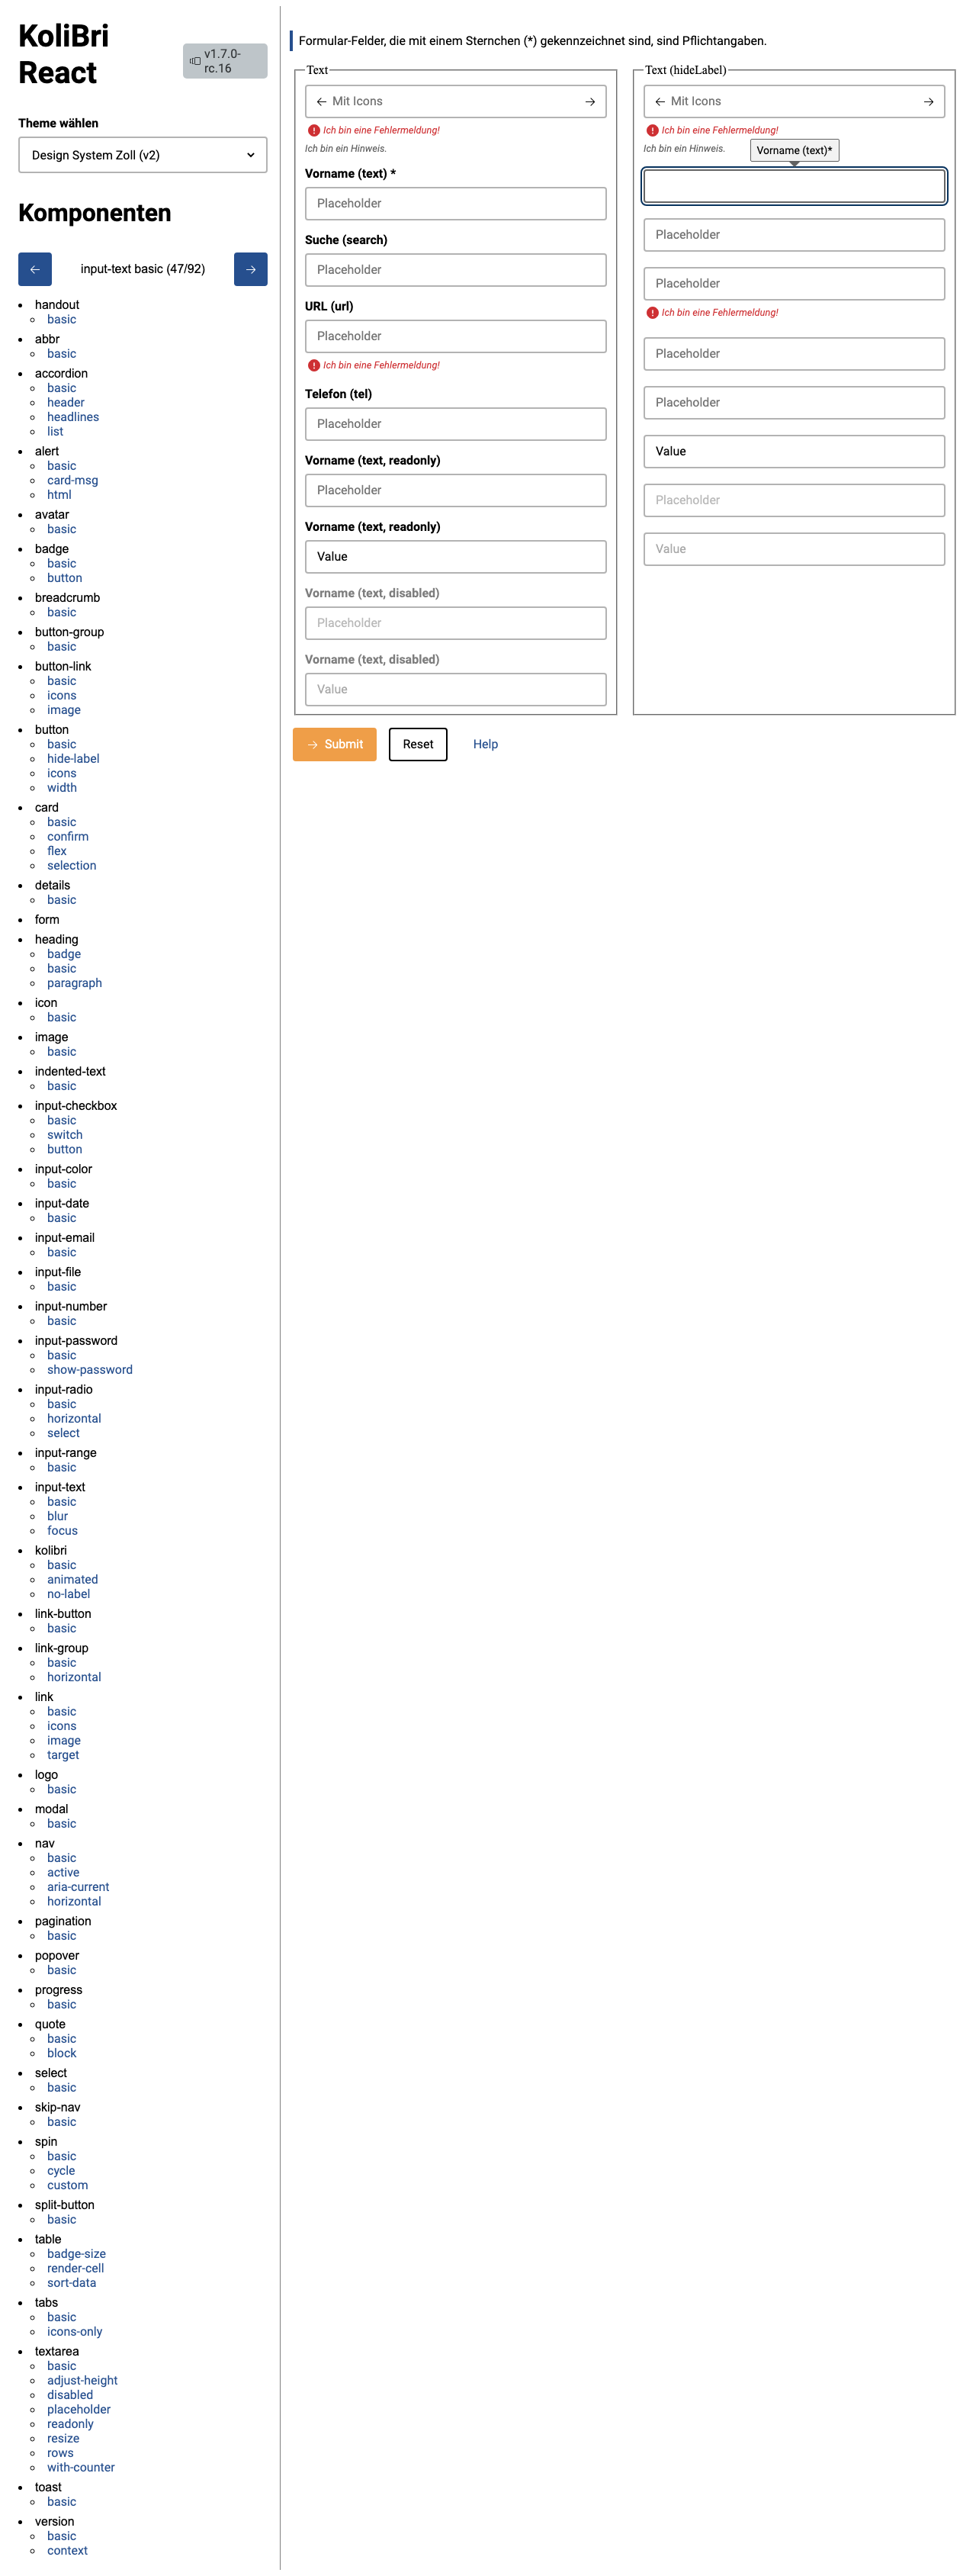 KoliBri
React
v1.7.0-
rc.16
Theme wählen
Design System Zoll (v2)
Komponenten
input-text basic (47/92)
handout
basic
abbr
basic
accordion
basic
header
headlines
list
alert
basic
card-msg
html
avatar
basic
badge
basic
button
breadcrumb
basic
button-group
basic
button-link
basic
icons
image
button
basic
hide-label
icons
width
card
basic
confirm
flex
selection
details
basic
form
heading
badge
basic
paragraph
icon
basic
image
basic
indented-text
basic
input-checkbox
basic
switch
button
input-color
basic
input-date
basic
input-email
basic
input-file
basic
input-number
basic
input-password
basic
show-password
input-radio
basic
horizontal
select
input-range
basic
input-text
basic
blur
focus
kolibri
basic
animated
no-label
link-button
basic
link-group
basic
horizontal
link
basic
icons
image
target
logo
basic
modal
basic
nav
basic
active
aria-current
horizontal
pagination
basic
popover
basic
progress
basic
quote
basic
block
select
basic
skip-nav
basic
spin
basic
cycle
custom
split-button
basic
table
badge-size
render-cell
sort-data
tabs
basic
icons-only
textarea
basic
adjust-height
disabled
placeholder
readonly
resize
rows
with-counter
toast
basic
version
basic
context
Formular-Felder, die mit einem Sternchen (*) gekennzeichnet sind, sind Pflichtangaben.
Text
Mit Icons
Ich bin eine Fehlermeldung!
Ich bin ein Hinweis.
Vorname (text) *
Placeholder
Suche (search)
Placeholder
URL (url)
Placeholder
Ich bin eine Fehlermeldung!
Telefon (tel)
Placeholder
Vorname (text, readonly)
Placeholder
Vorname (text, readonly)
Value
Vorname (text, disabled)
Placeholder
Vorname (text, disabled)
Value
Text (hideLabel)
Mit Icons
Ich bin eine Fehlermeldung!
Ich bin ein Hinweis.
Vorname (text)*
Placeholder
Placeholder
Ich bin eine Fehlermeldung!
Placeholder
Placeholder
Value
Placeholder
Value
Submit
Reset
Help